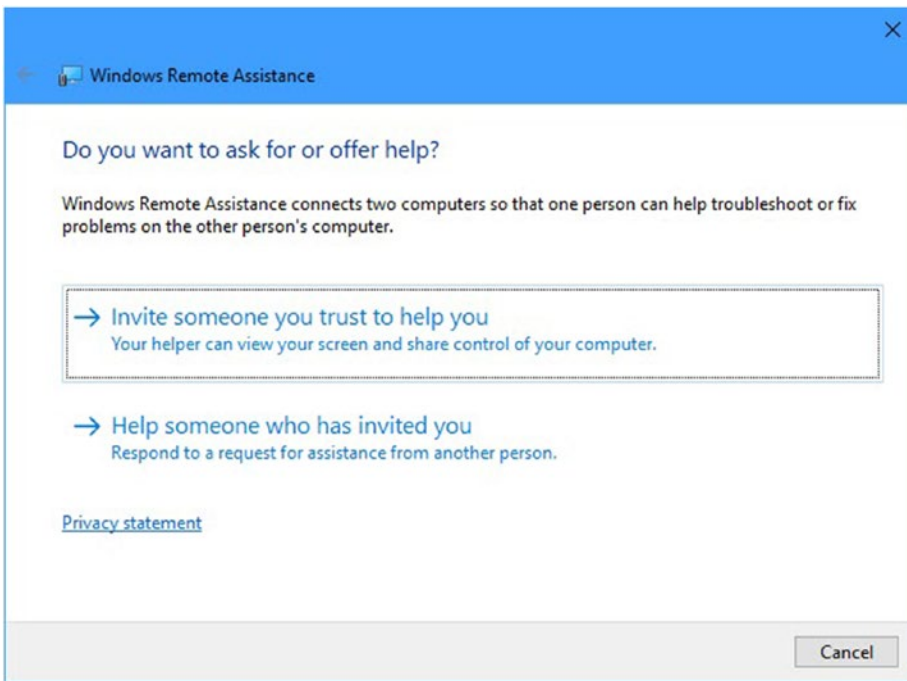 Windows Remote Assistance
Do you want to ask for or offer help?
Windows Remote Assistance connects two computers so that one person can help troubleshoot or fix
problems on the other person's computer.
Invite someone you trust to help you
Your helper can view your screen and share control of your computer.
Help someone who has invited you
Respond to a request for assistance from another person.
Privacy statement
Cancel